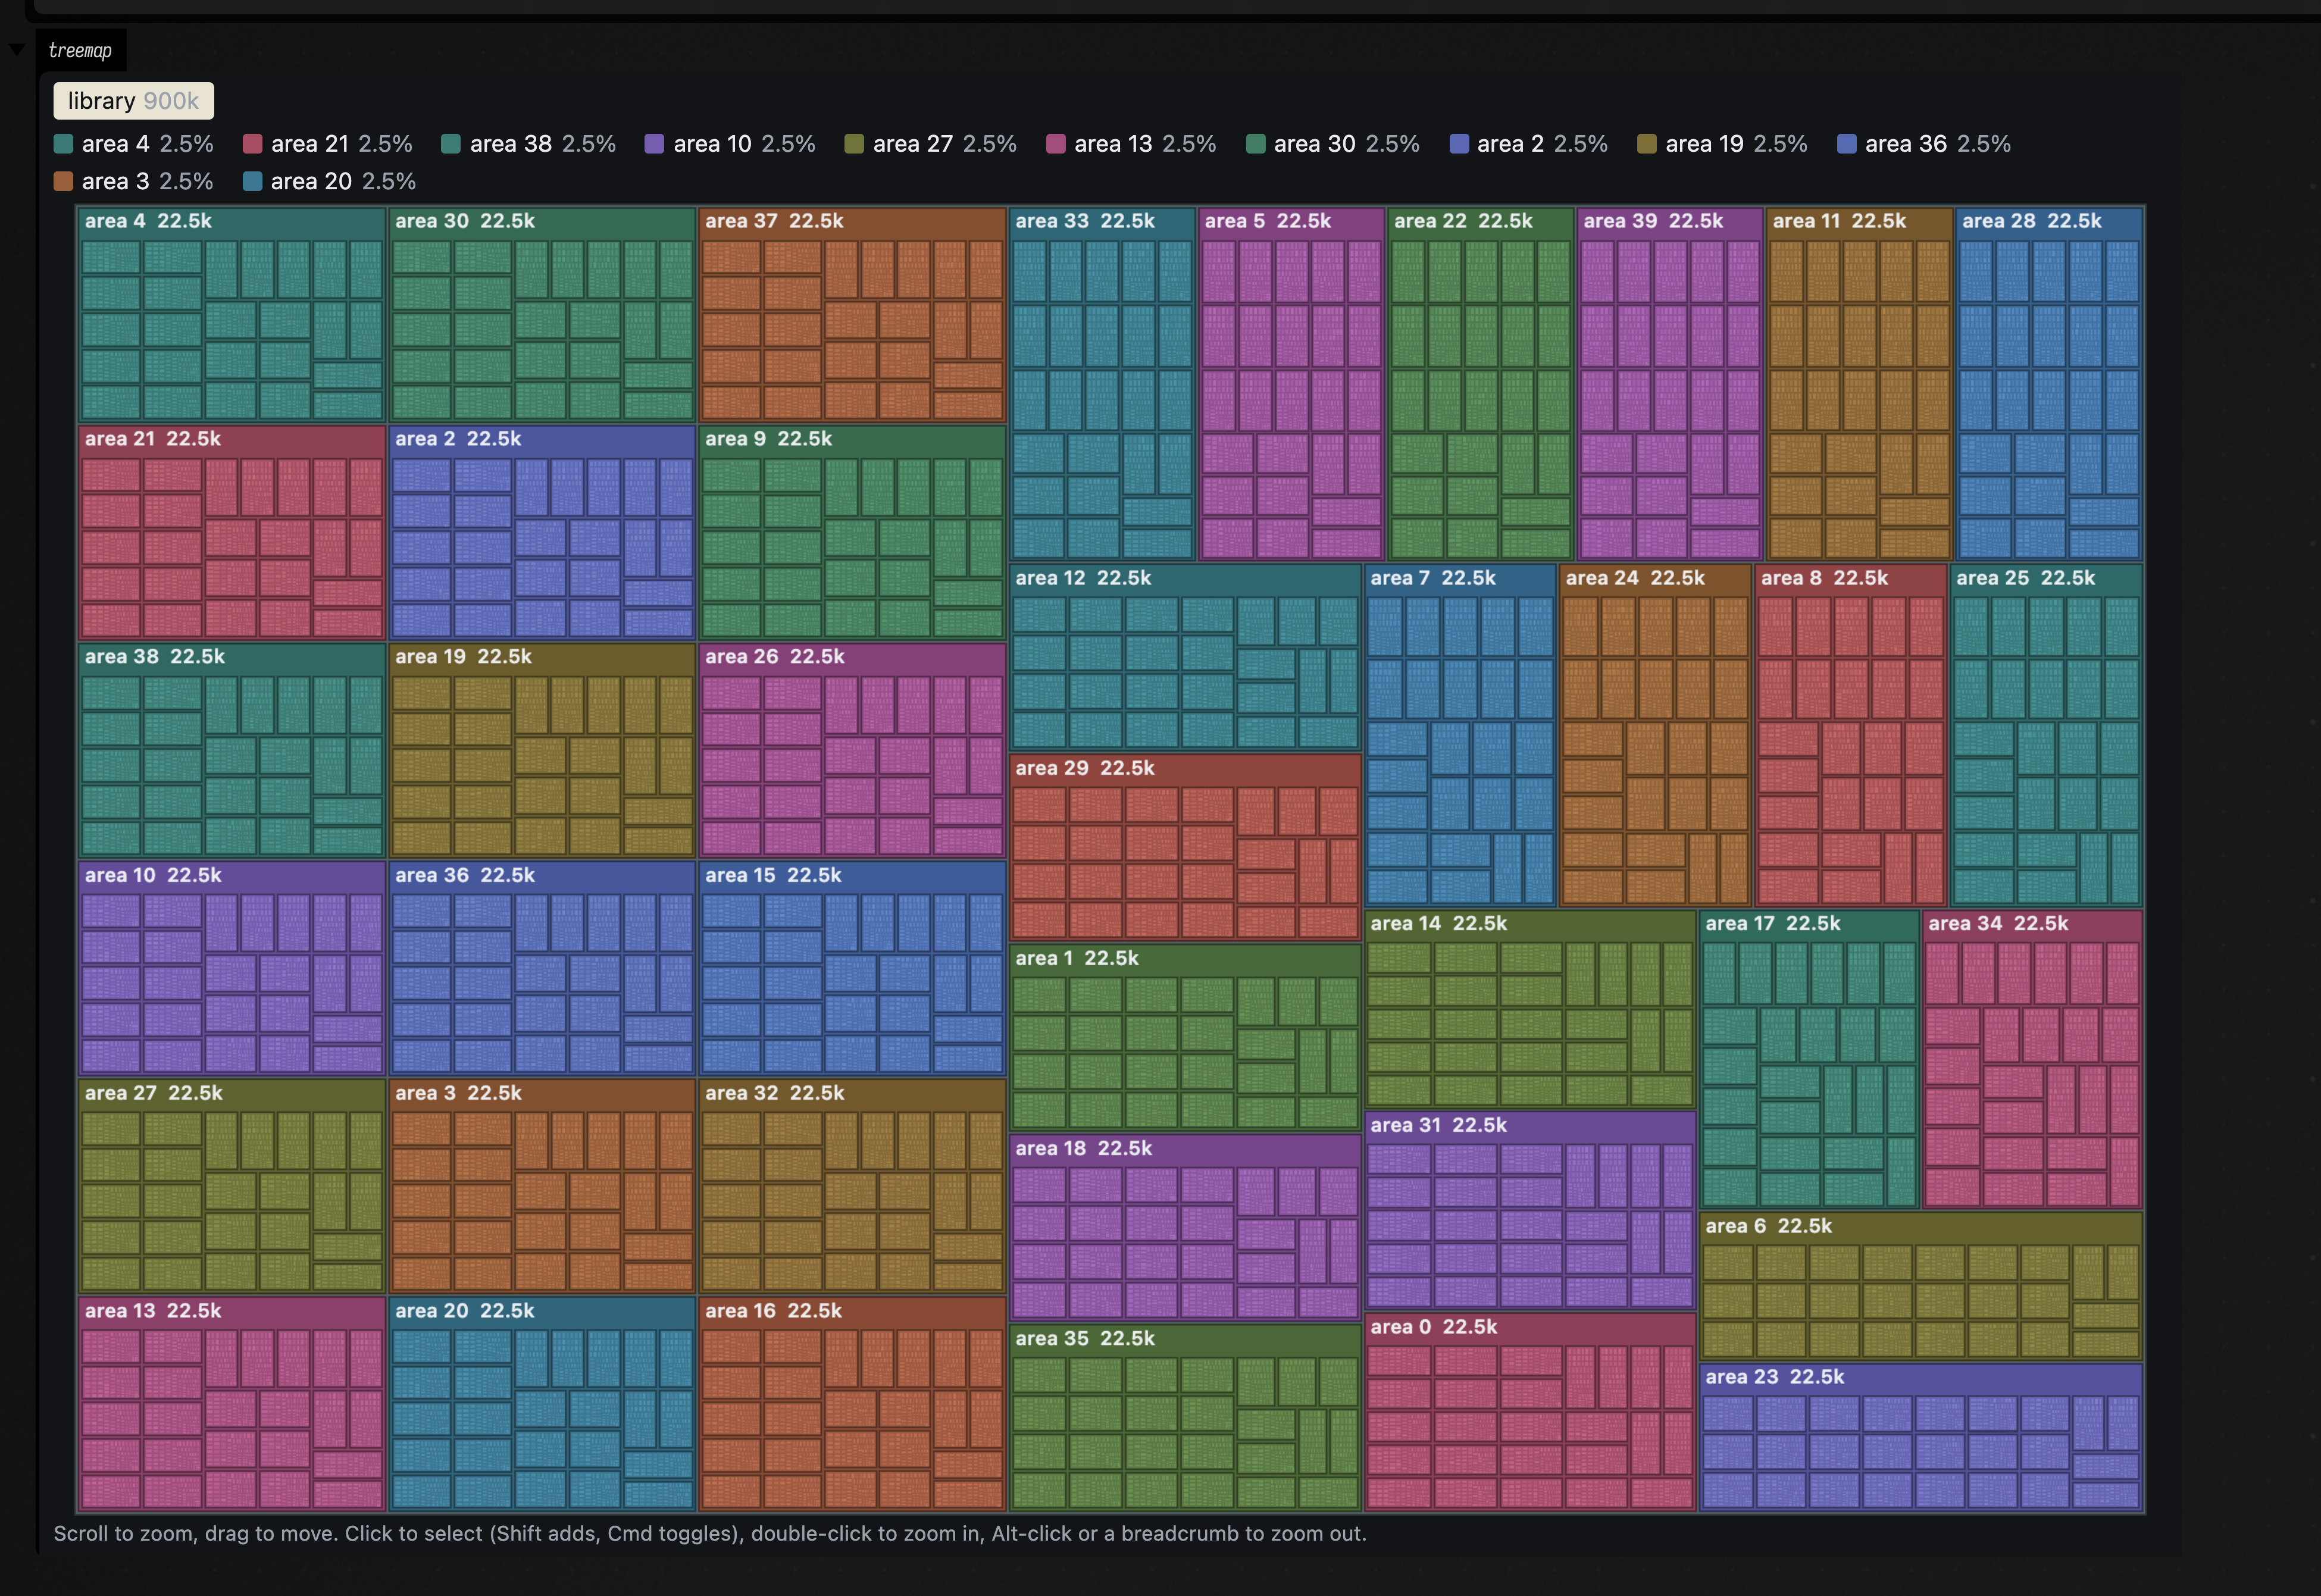 treemap
library 900k
area 4 2.5% area 21 2.5% area 38 2.5% area 10 2.5% area 27 2.5% area 13 2.5% area 30 2.5% area 2 2.5% area 19 2.5% area 36 2.5%
area 3 2.5% area 20 2.5%
area 4 22.5k
area 30 22.5k
area 37 22.5k
area 33 22.5k
area 5 22.5k
area 22 22.5k
area 39 22.5k
area 11 22.5k
area 28 22.5k
area 21 22.5k
area 2 22.5k
area 9 22.5k
area 12 22.5k
area 7 22.5k
area 24 22.5k
area 8 22.5k
area 25 22.5k
area 38 22.5k
area 19 22.5k
area 26 22.5k
area 29 22.5k
area 10 22.5k
area 36 22.5k
area 15 22.5k
area 14 22.5k
area 17 22.5k
area 34 22.5k
area 1 22.5k
area 27 22.5k
area 3 22.5k
area 32 22.5k
area 31 22.5k
area 18 22.5k
area 6 22.5k
area 13 22.5k
area 20 22.5k
area 16 22.5k
area 0 22.5k
area 35 22.5k
area 23 22.5k
Scroll to zoom, drag to move. Click to select (Shift adds, Cmd toggles), double-click to zoom in, Alt-click or a breadcrumb to zoom out.